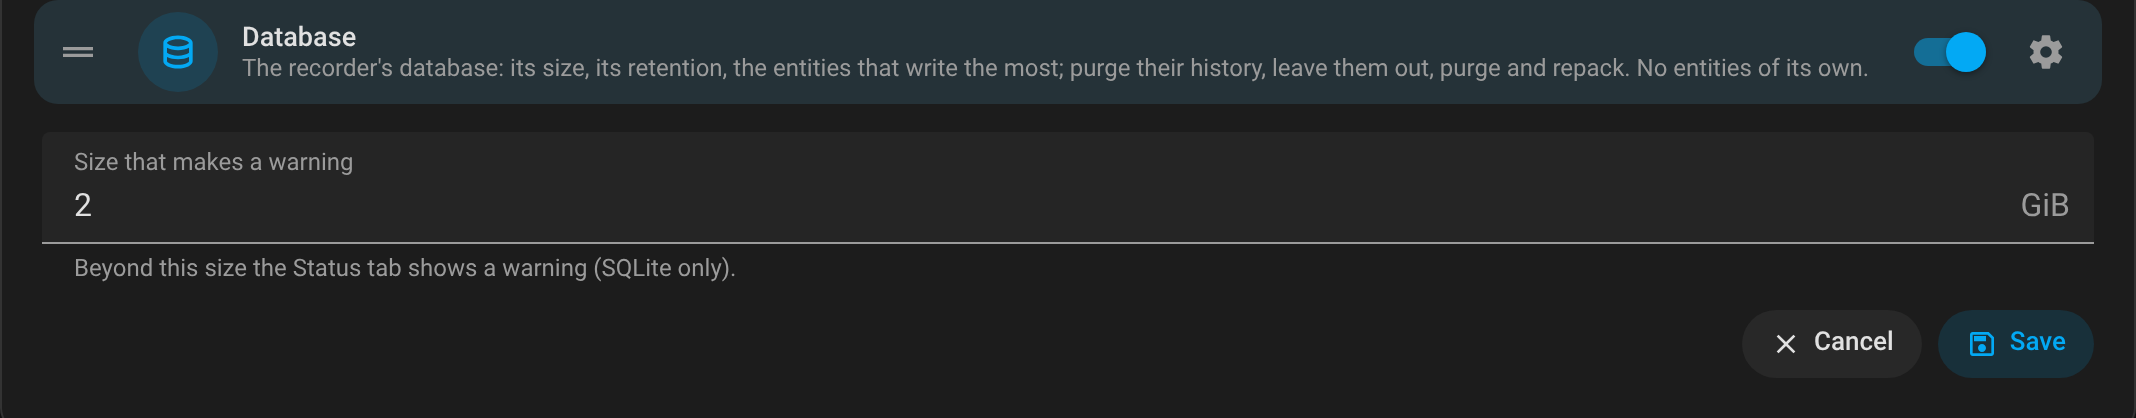 Database
The recorder's database: its size, its retention, the entities that write the most; purge their history, leave them out, purge and repack. No entities of its own.
Size that makes a warning
2 GiB
Beyond this size the Status tab shows a warning (SQLite only).
Cancel Save